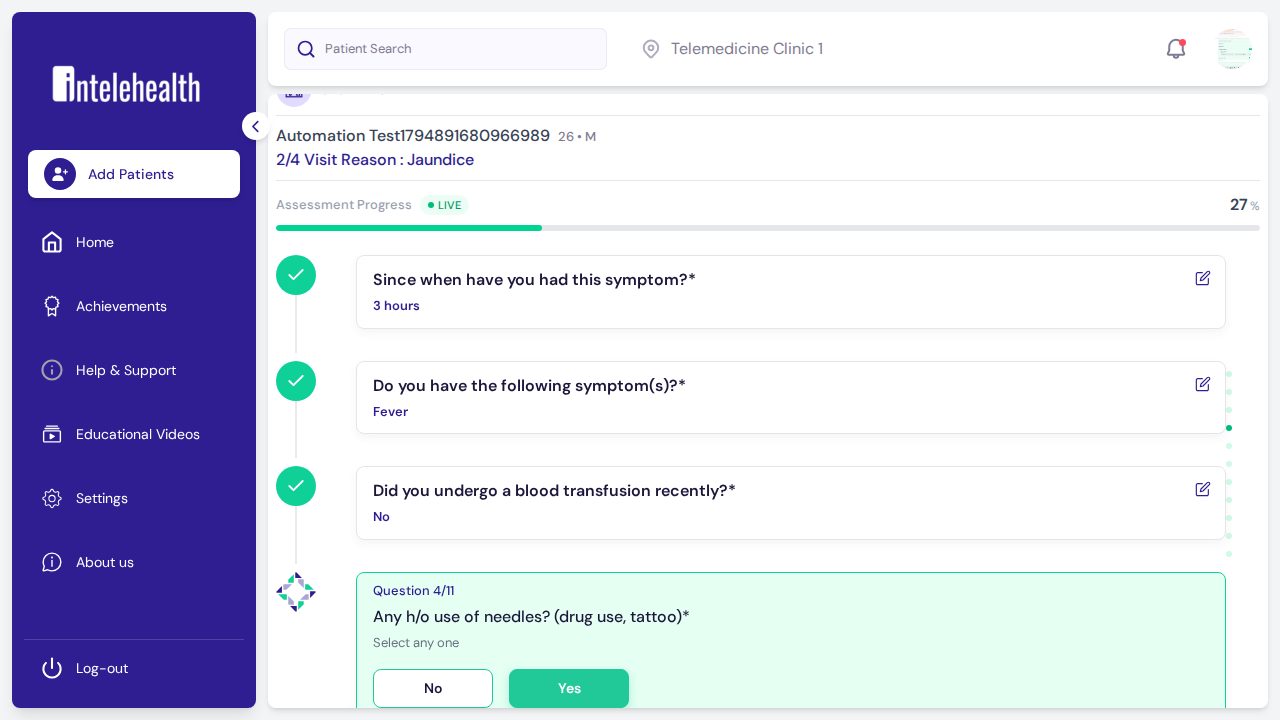 intelehealth
Add Patients
Home
Achievements
Help & Support
Educational Videos
Settings
About us
Log-out
Patient Search
Telemedicine Clinic 1
Automation Test1794891680966989 26 • M
2/4 Visit Reason : Jaundice
Assessment Progress LIVE 27 %
Since when have you had this symptom?*
3 hours
Do you have the following symptom(s)?*
Fever
Did you undergo a blood transfusion recently?*
No
Question 4/11
Any h/o use of needles? (drug use, tattoo)*
Select any one
No Yes